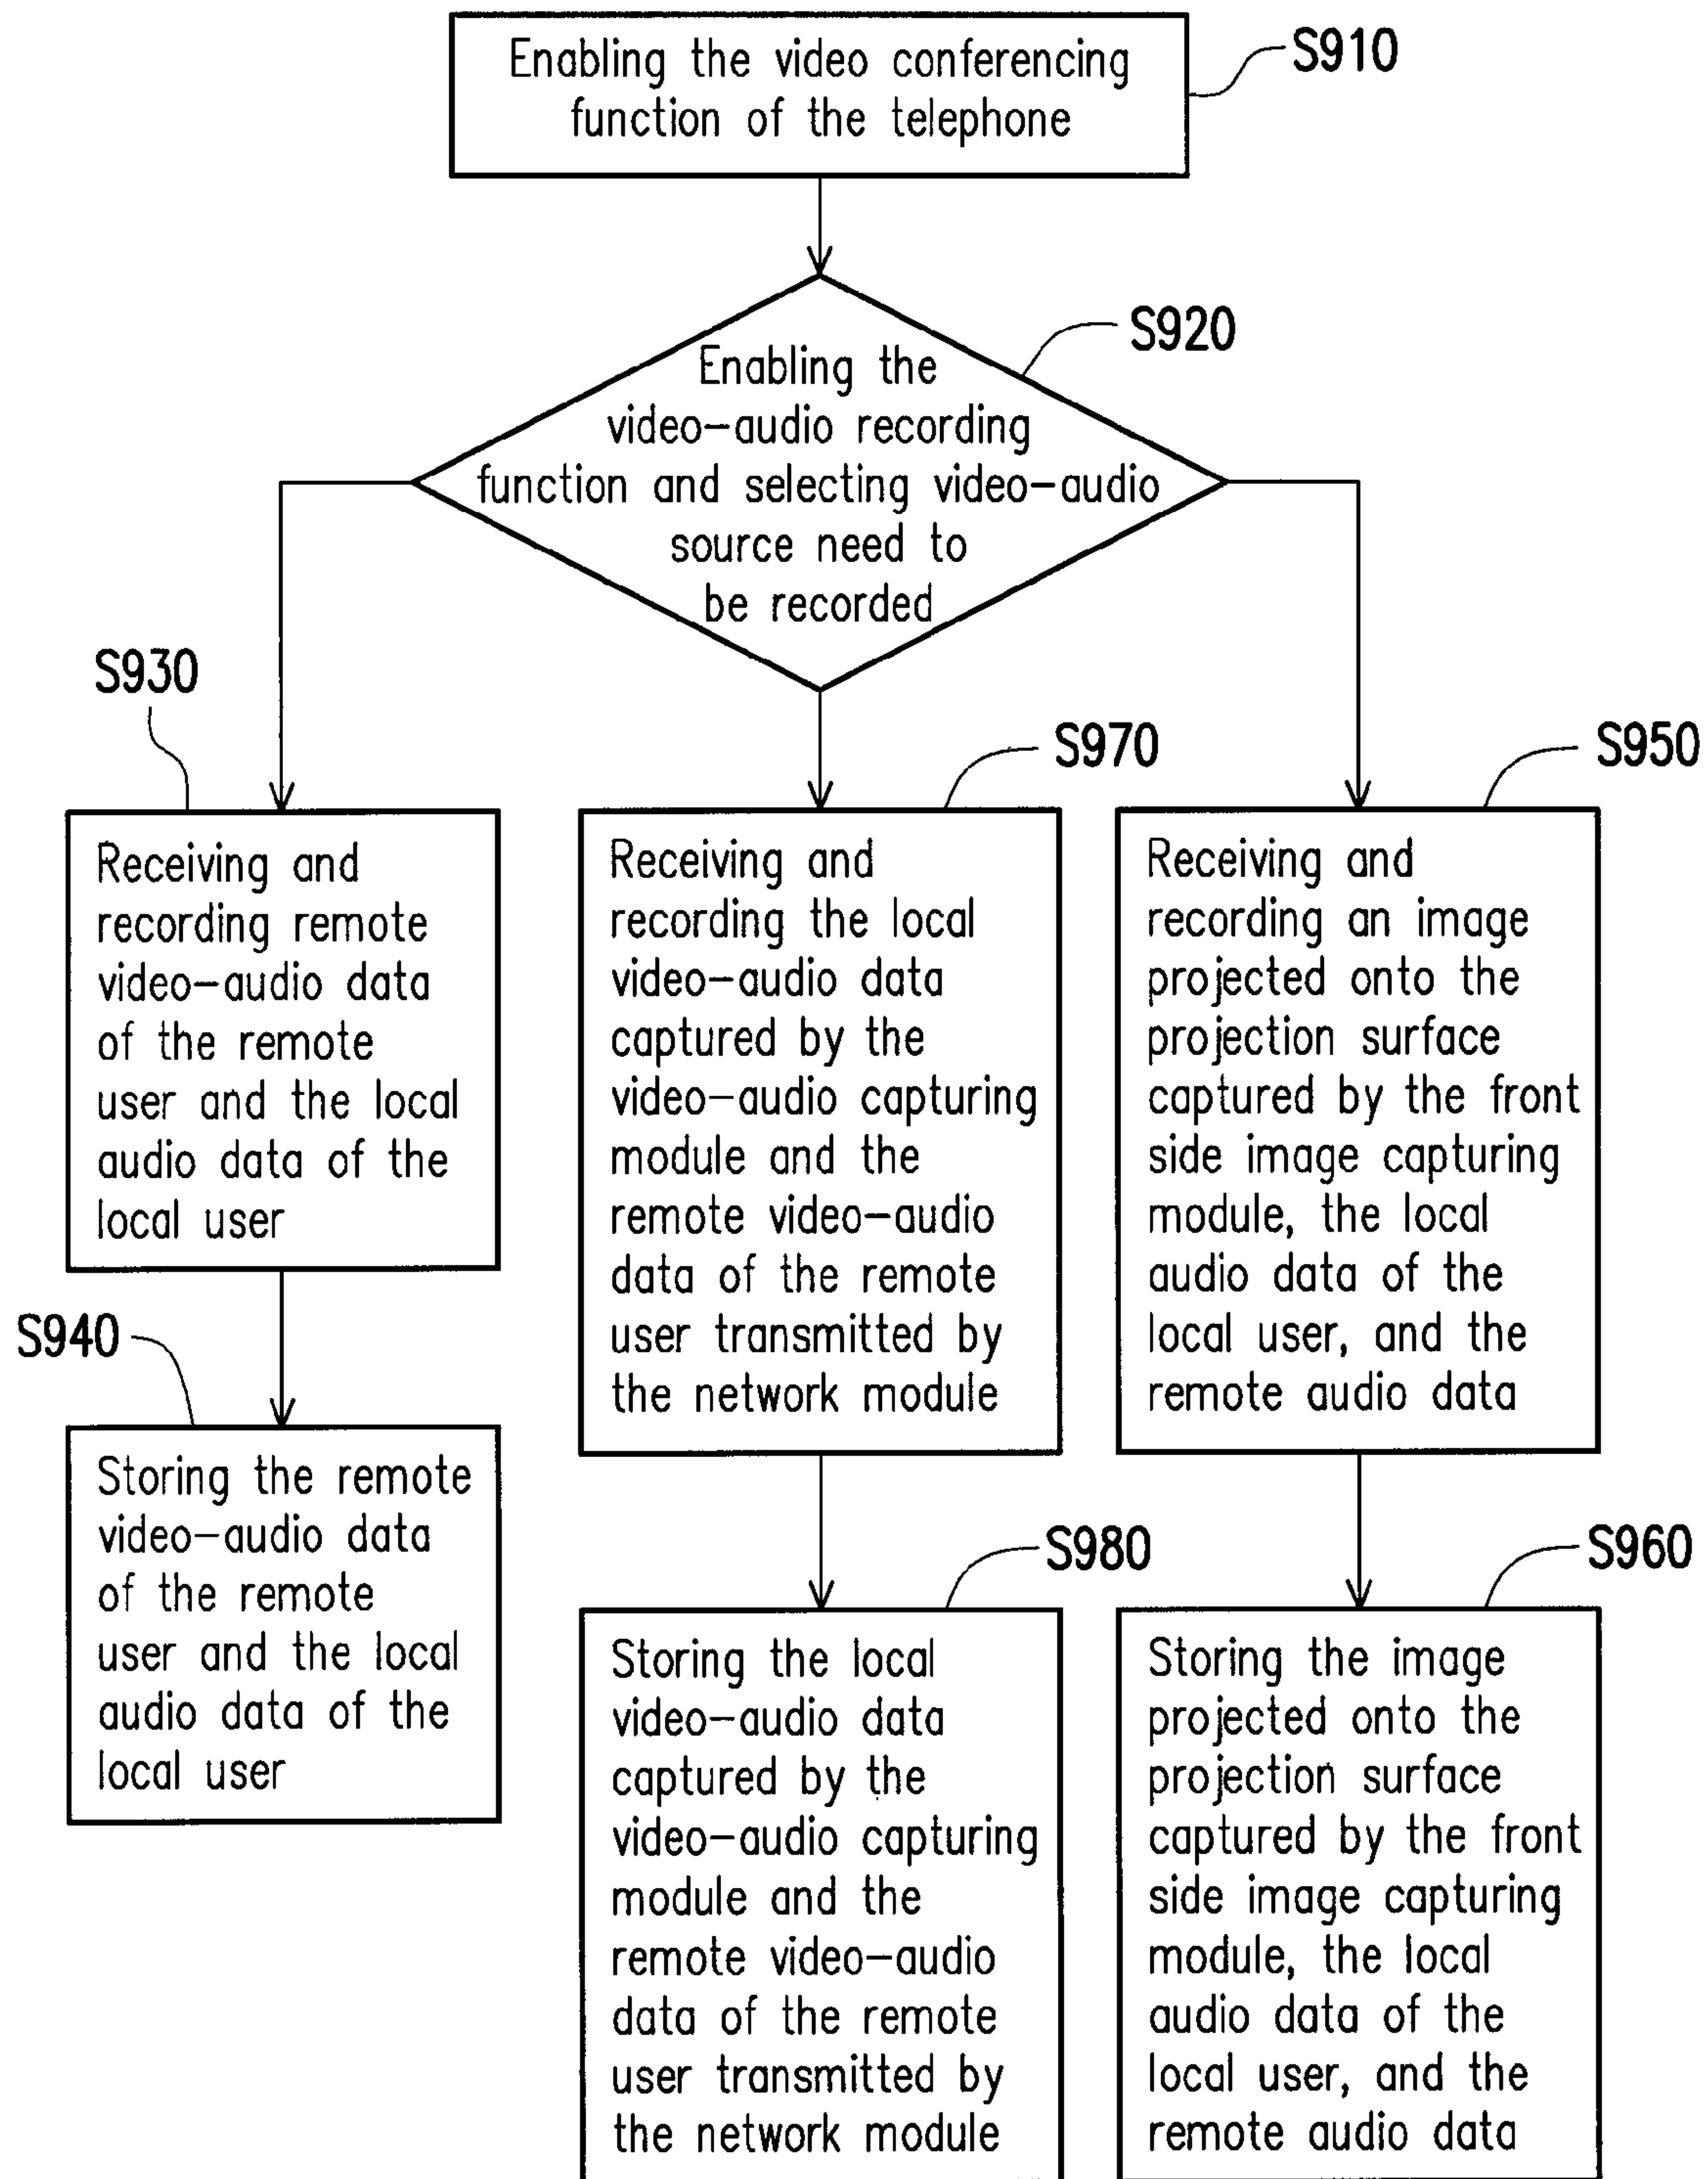 Enabling the video conferencing
function of the telephone
S910
S920
Enabling the
video-audio recording
function and selecting video-audio
source need to
be recorded
S930
Receiving and
recording remote
video-audio data
of the remote
user and the local
audio data of the
local user
S940
Storing the remote
video-audio data
of the remote
user and the local
audio data of the
local user
S970
Receiving and
recording the local
video-audio data
captured by the
video-audio capturing
module and the
remote video-audio
data of the remote
user transmitted by
the network module
S980
Storing the local
video-audio data
captured by the
video-audio capturing
module and the
remote video-audio
data of the remote
user transmitted by
the network module
S950
Receiving and
recording an image
projected onto the
projection surface
captured by the front
side image capturing
module, the local
audio data of the
local user, and the
remote audio data
S960
Storing the image
projected onto the
projection surface
captured by the front
side image capturing
module, the local
audio data of the
local user, and the
remote audio data